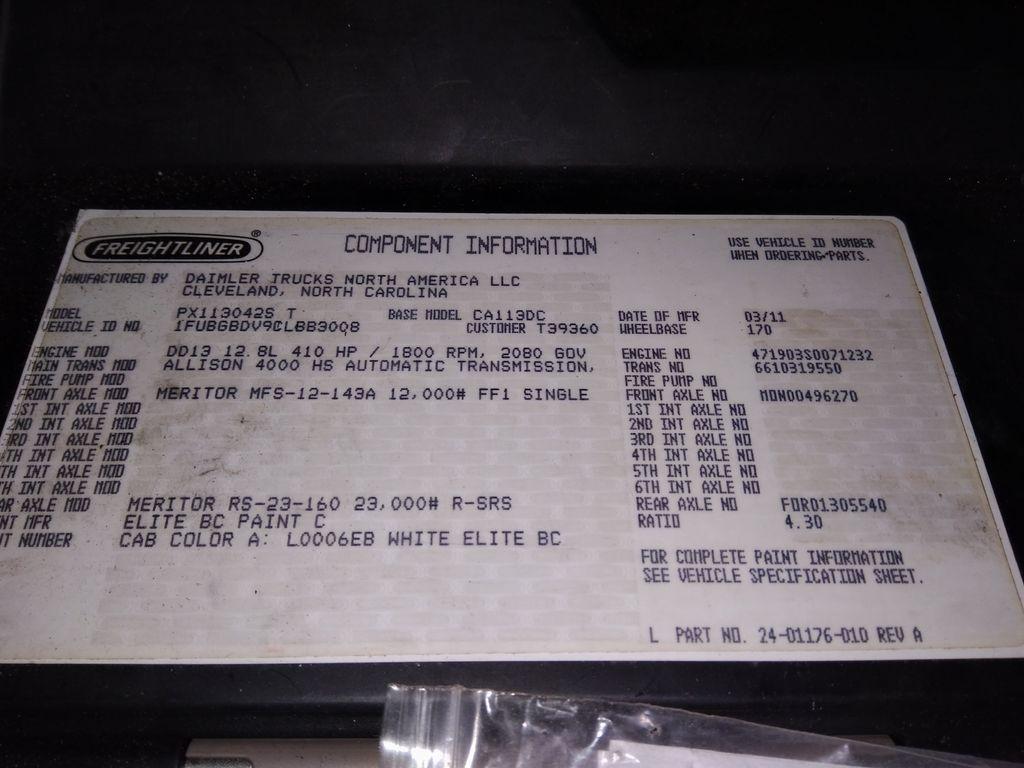 FREIGHTLINER ®
COMPONENT INFORMATION
USE VEHICLE ID NUMBER
WHEN ORDERING PARTS.
MANUFACTURED BY DAIMLER TRUCKS NORTH AMERICA LLC
CLEVELAND, NORTH CAROLINA
MODEL PX113042S T BASE MODEL CA113DC DATE OF MFR 03/11
VEHICLE ID NO 1FUBGBDV9CLBB3008 CUSTOMER T39360 WHEELBASE 170
ENGINE MOD DD13 12.8L 410 HP / 1800 RPM, 2080 GOV ENGINE NO 471903S0071232
MAIN TRANS MOD ALLISON 4000 HS AUTOMATIC TRANSMISSION, TRANS NO 6610319550
FIRE PUMP MOD FIRE PUMP NO
FRONT AXLE MOD MERITOR MFS-12-143A 12,000# FF1 SINGLE FRONT AXLE NO MON00496270
1ST INT AXLE MOD 1ST INT AXLE NO
2ND INT AXLE MOD 2ND INT AXLE NO
3RD INT AXLE MOD 3RD INT AXLE NO
4TH INT AXLE MOD 4TH INT AXLE NO
TH INT AXLE MOD 5TH INT AXLE NO
H INT AXLE MOD 6TH INT AXLE NO
AR AXLE MOD MERITOR RS-23-160 23,000# R-SRS REAR AXLE NO FOR01305540
NT MFR ELITE BC PAINT C RATIO 4.30
T NUMBER CAB COLOR A: L0006EB WHITE ELITE BC
FOR COMPLETE PAINT INFORMATION
SEE VEHICLE SPECIFICATION SHEET.
L PART NO. 24-01176-010 REV A